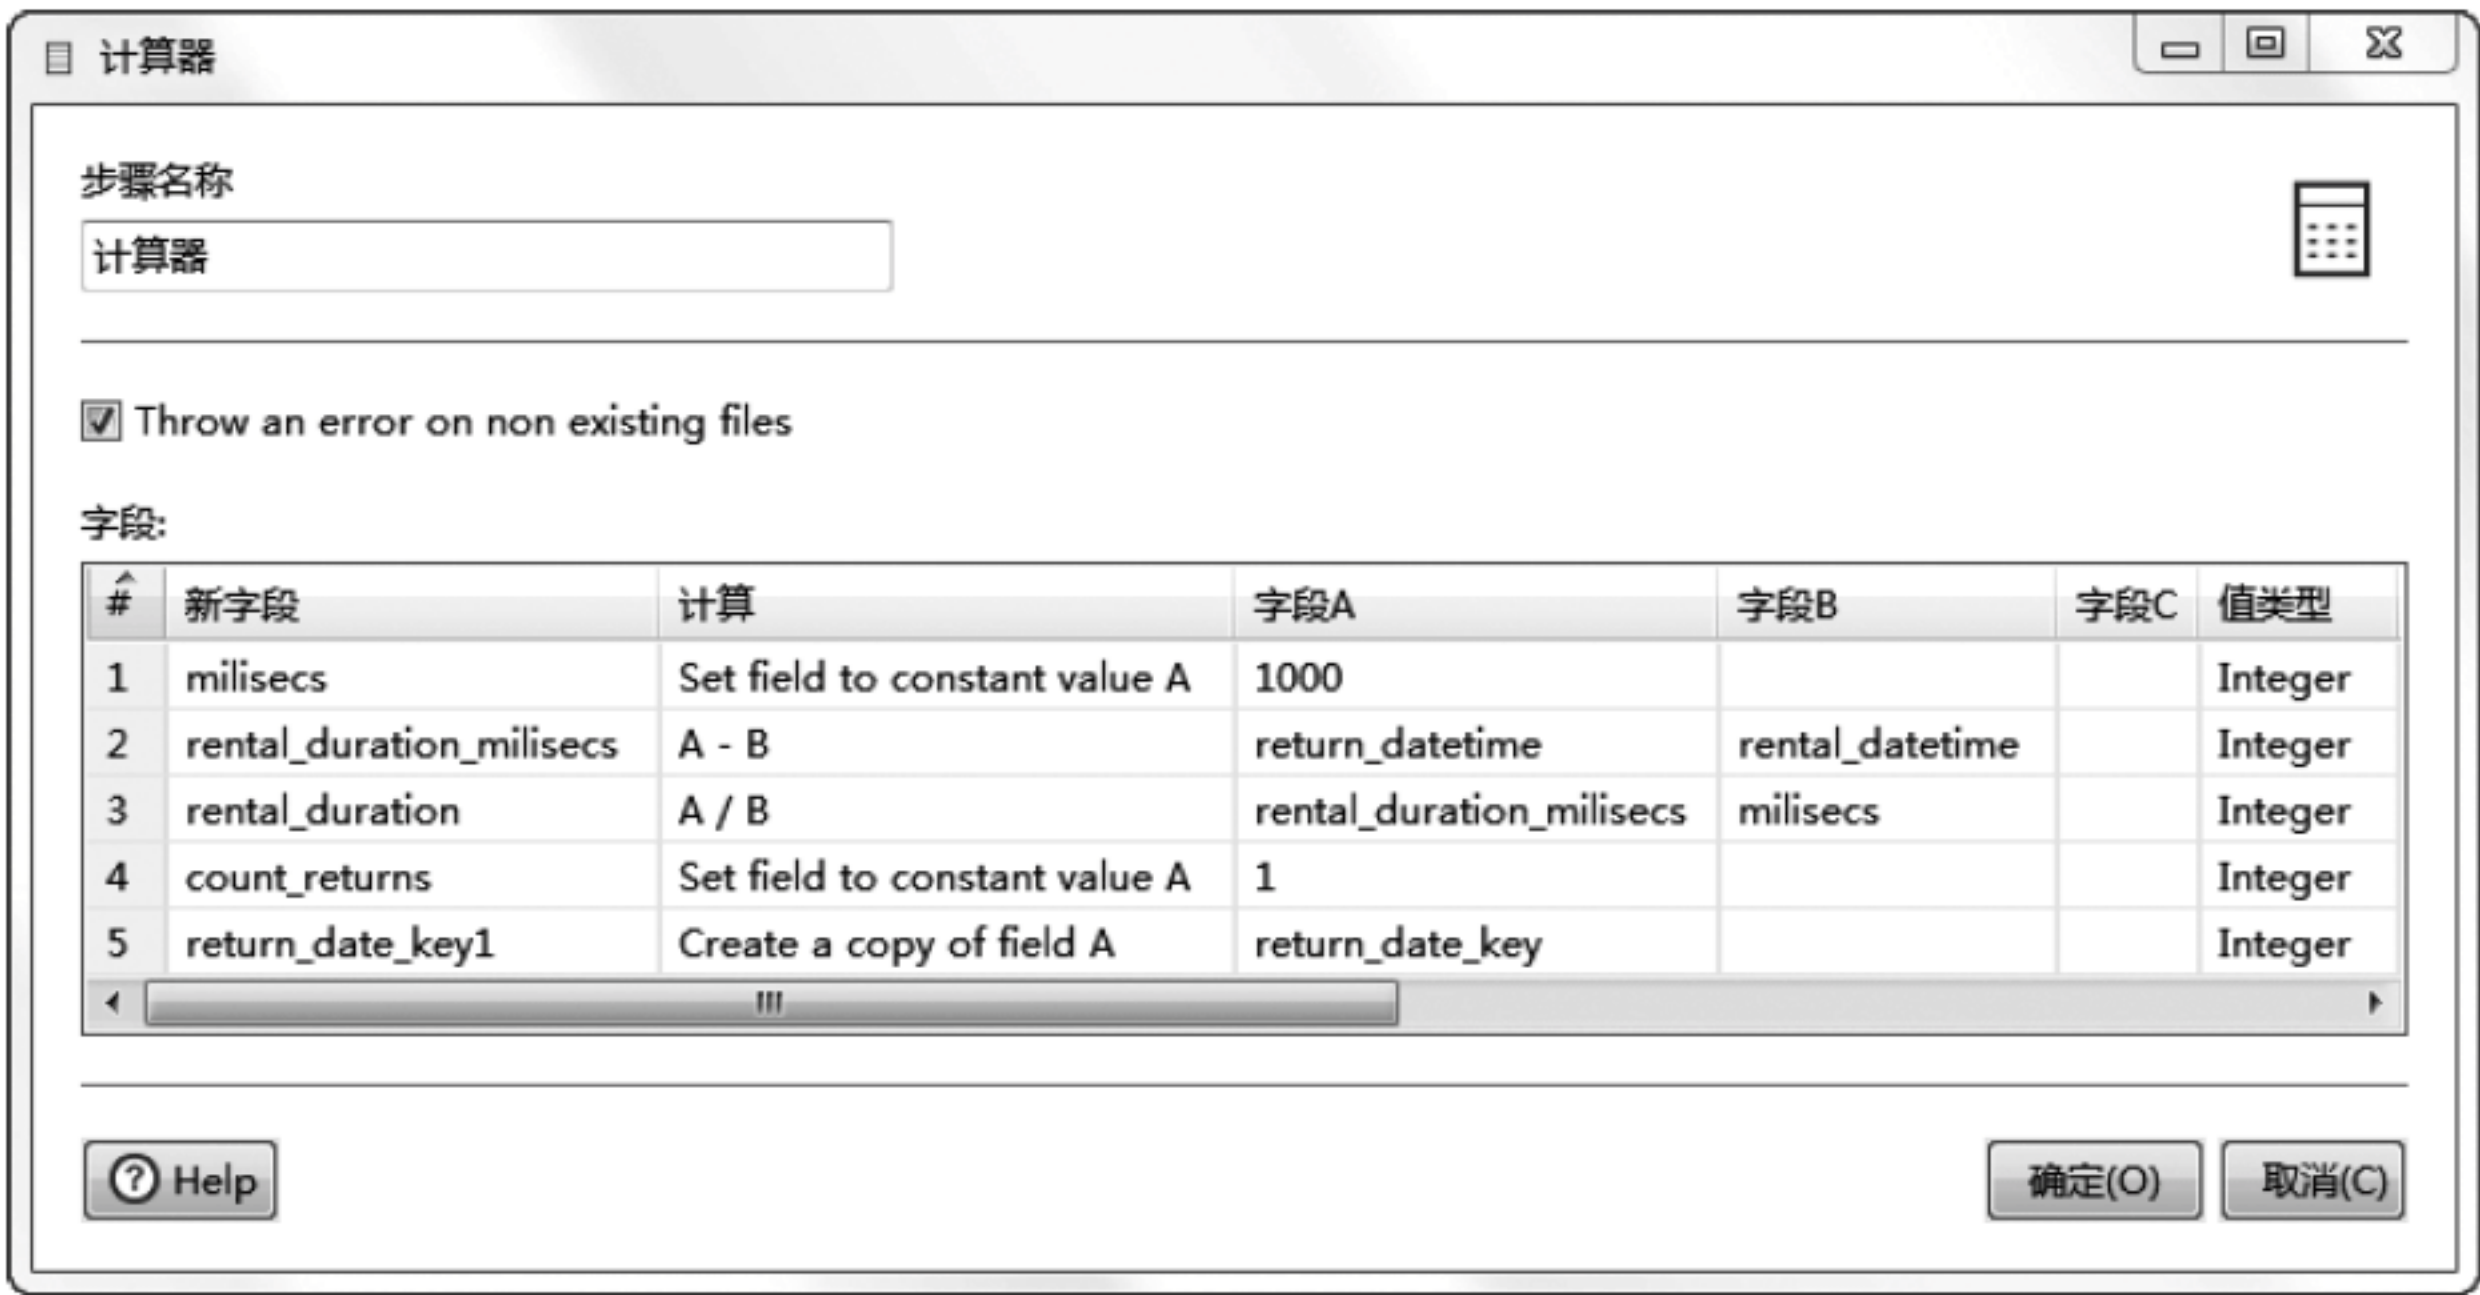 计算器
步骤名称
计算器
Throw an error on non existing files
字段:
# 新字段 计算 字段A 字段B 字段C 值类型
1 milisecs Set field to constant value A 1000 Integer
2 rental_duration_milisecs A - B return_datetime rental_datetime Integer
3 rental_duration A / B rental_duration_milisecs milisecs Integer
4 count_returns Set field to constant value A 1 Integer
5 return_date_key1 Create a copy of field A return_date_key Integer
Help 确定(O) 取消(C)